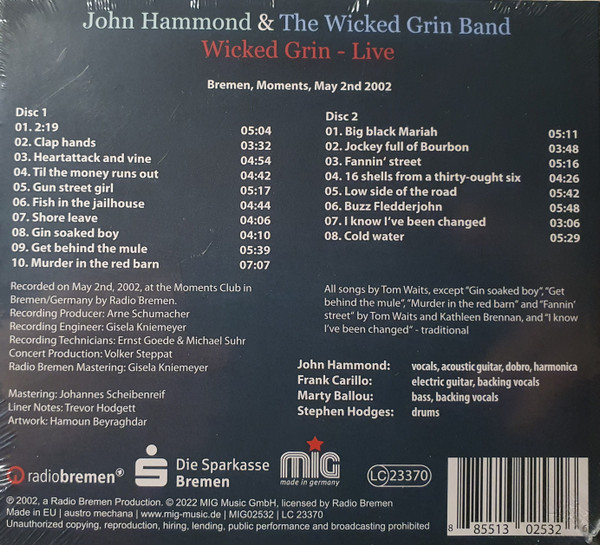 John Hammond & The Wicked Grin Band
Wicked Grin - Live
Bremen, Moments, May 2nd 2002
Disc 1
01. 2:19 05:04
02. Clap hands 03:32
03. Heartattack and vine 04:54
04. Til the money runs out 04:42
05. Gun street girl 05:17
06. Fish in the jailhouse 04:44
07. Shore leave 04:06
08. Gin soaked boy 04:10
09. Get behind the mule 05:39
10. Murder in the red barn 07:07
Disc 2
01. Big black Mariah 05:11
02. Jockey full of Bourbon 03:48
03. Fannin' street 05:16
04. 16 shells from a thirty-ought six 04:26
05. Low side of the road 05:42
06. Buzz Fledderjohn 05:48
07. I know I've been changed 03:06
08. Cold water 05:29
Recorded on May 2nd, 2002, at the Moments Club in
Bremen/Germany by Radio Bremen.
Recording Producer: Arne Schumacher
Recording Engineer: Gisela Kniemeyer
Recording Technicians: Ernst Goede & Michael Suhr
Concert Production: Volker Steppat
Radio Bremen Mastering: Gisela Kniemeyer
Mastering: Johannes Scheibenreif
Liner Notes: Trevor Hodgett
Artwork: Hamoun Beyraghdar
All songs by Tom Waits, except "Gin soaked boy", "Get
behind the mule", "Murder in the red barn" and "Fannin'
street" by Tom Waits and Kathleen Brennan, and "I know
I've been changed" - traditional
John Hammond: vocals, acoustic guitar, dobro, harmonica
Frank Carillo: electric guitar, backing vocals
Marty Ballou: bass, backing vocals
Stephen Hodges: drums
radiobremen
Die Sparkasse
Bremen
MIG
made in germany
LC 23370
℗ 2002, a Radio Bremen Production. © 2022 MIG Music GmbH, licensed by Radio Bremen
Made in EU | austro mechana | www.mig-music.de | MIG02532 | LC 23370
Unauthorized copying, reproduction, hiring, lending, public performance and broadcasting prohibited
8 85513 02532 6